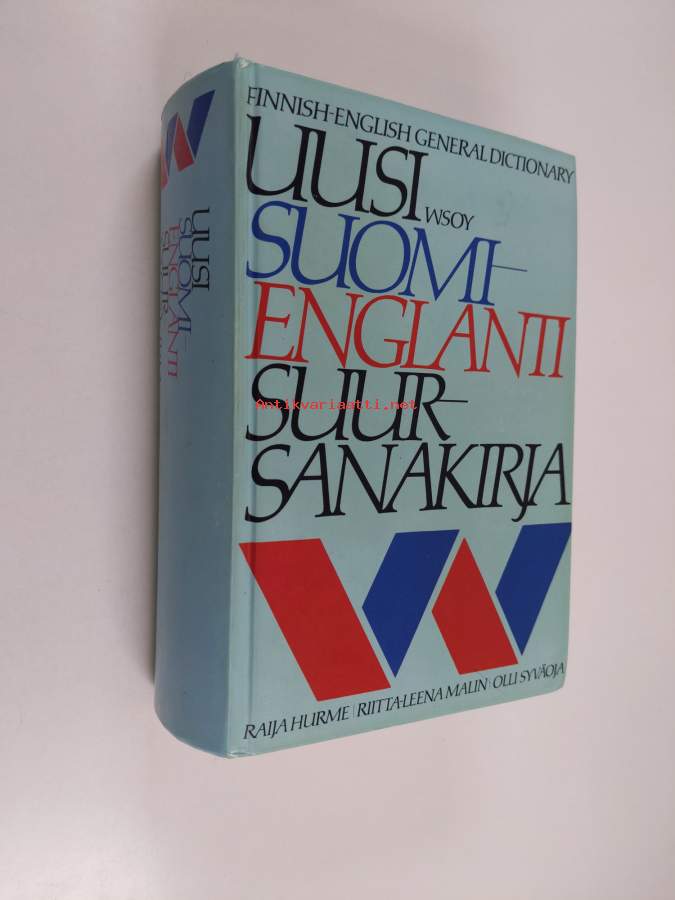 FINNISH-ENGLISH GENERAL DICTIONARY
UUSI
WSOY
SUOMI–
ENGLANTI
SUUR–
SANAKIRJA
RAIJA HURME | RIITTA-LEENA MALIN | OLLI SYVÄOJA
UUSI
SUOMI–
ENGLANTI
Antikvariaatti.net